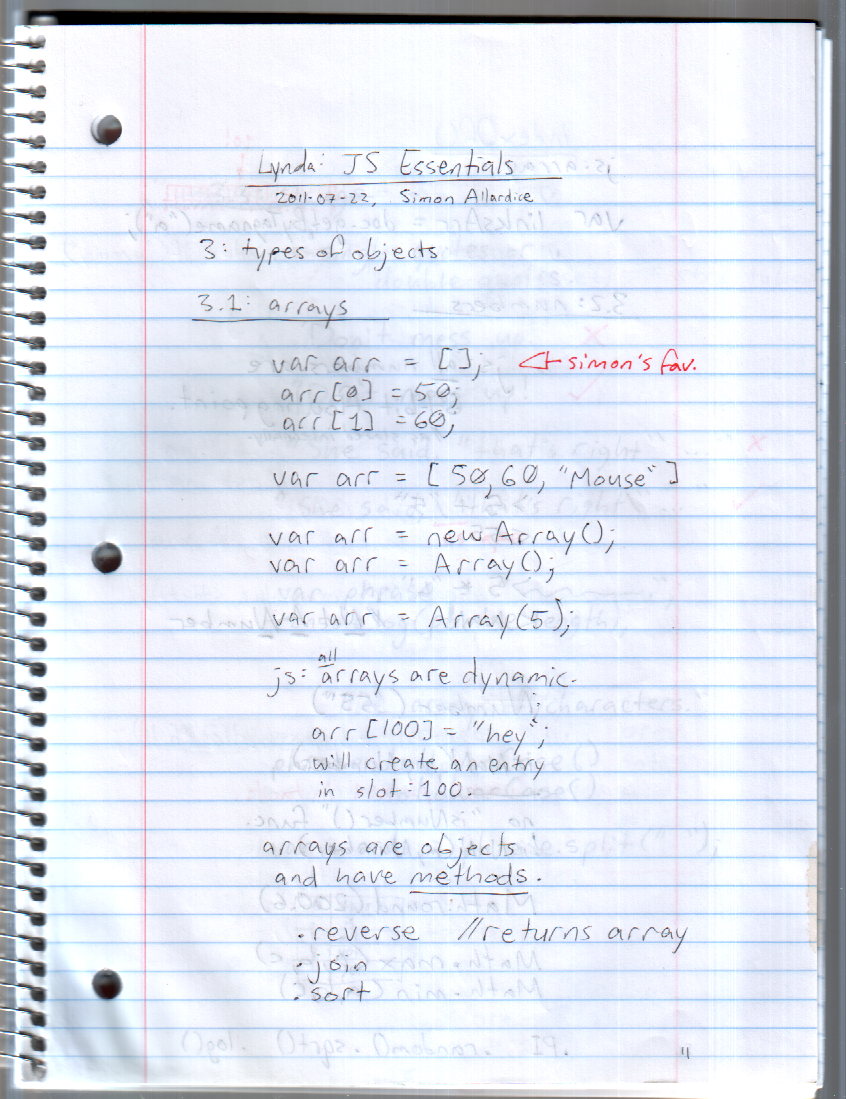 Lynda: JS Essentials
2011-07-22, Simon Allardice
3: types of objects
3.1: arrays
var arr = []; ← simon's fav.
arr[0] = 50;
arr[1] = 60;
var arr = [50,60, "Mouse"]
var arr = new Array();
var arr = Array();
var arr = Array(5);
all
js: arrays are dynamic.
arr[100] = "hey";
will create an entry
in slot: 100.
arrays are objects
and have methods.
.reverse //returns array
.join
.sort